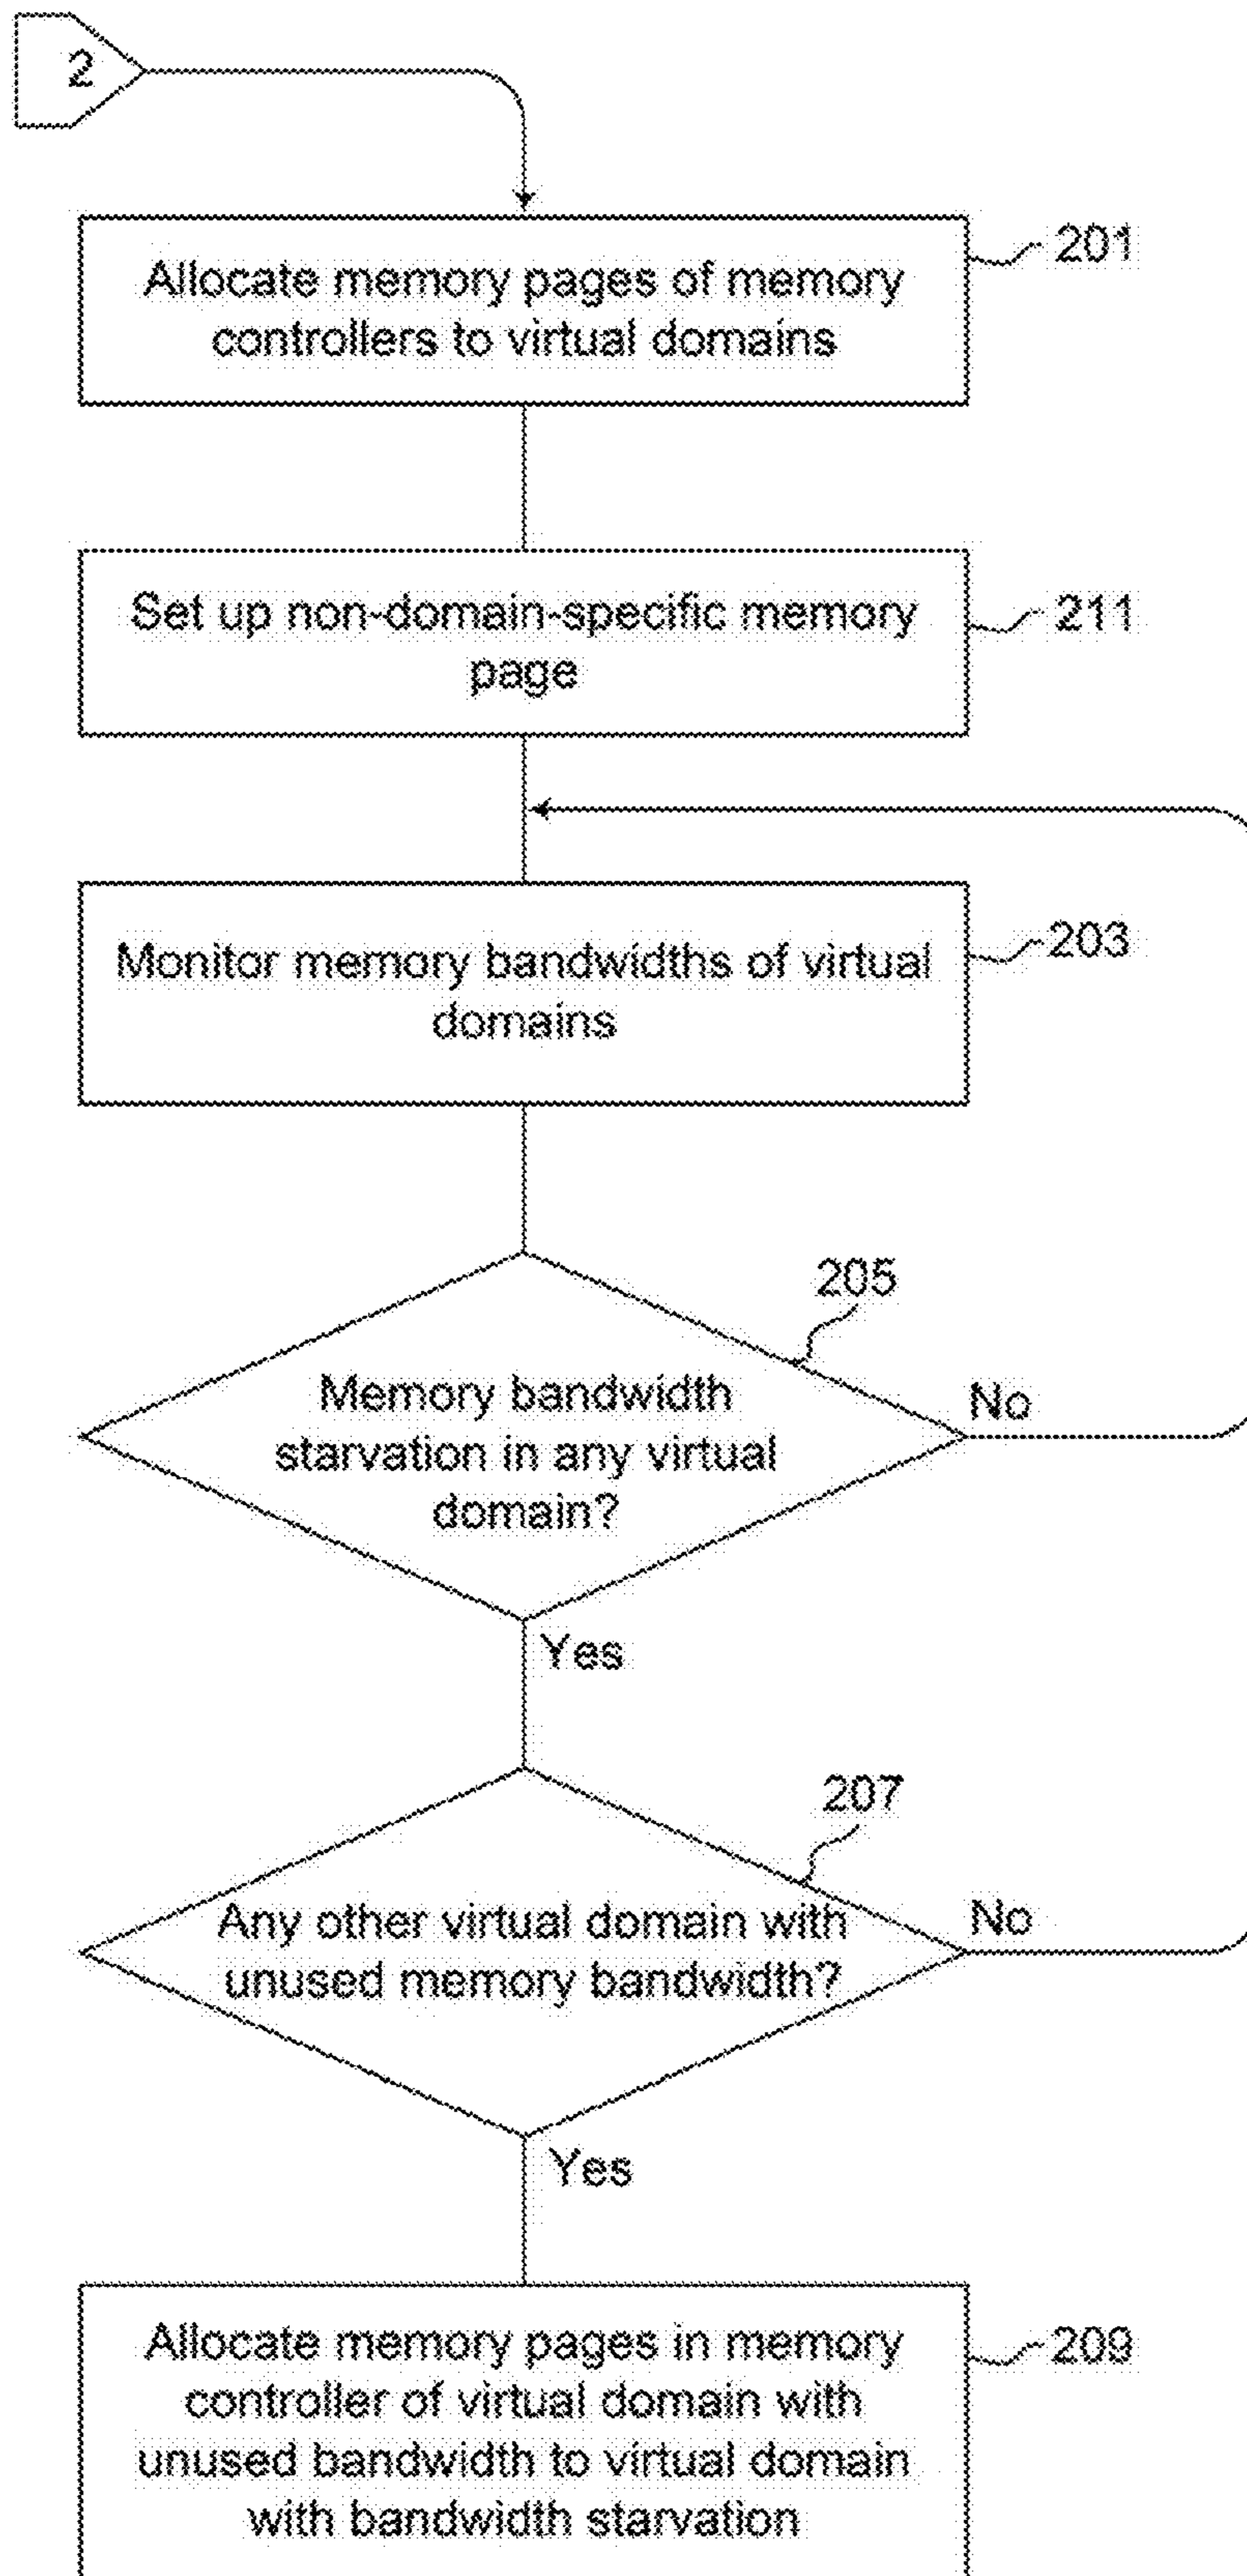 2
Allocate memory pages of memory
controllers to virtual domains
201
Set up non-domain-specific memory
page
211
Monitor memory bandwidths of virtual
domains
203
205
Memory bandwidth
starvation in any virtual
domain?
No
Yes
207
Any other virtual domain with
unused memory bandwidth?
No
Yes
Allocate memory pages in memory
controller of virtual domain with
unused bandwidth to virtual domain
with bandwidth starvation
209